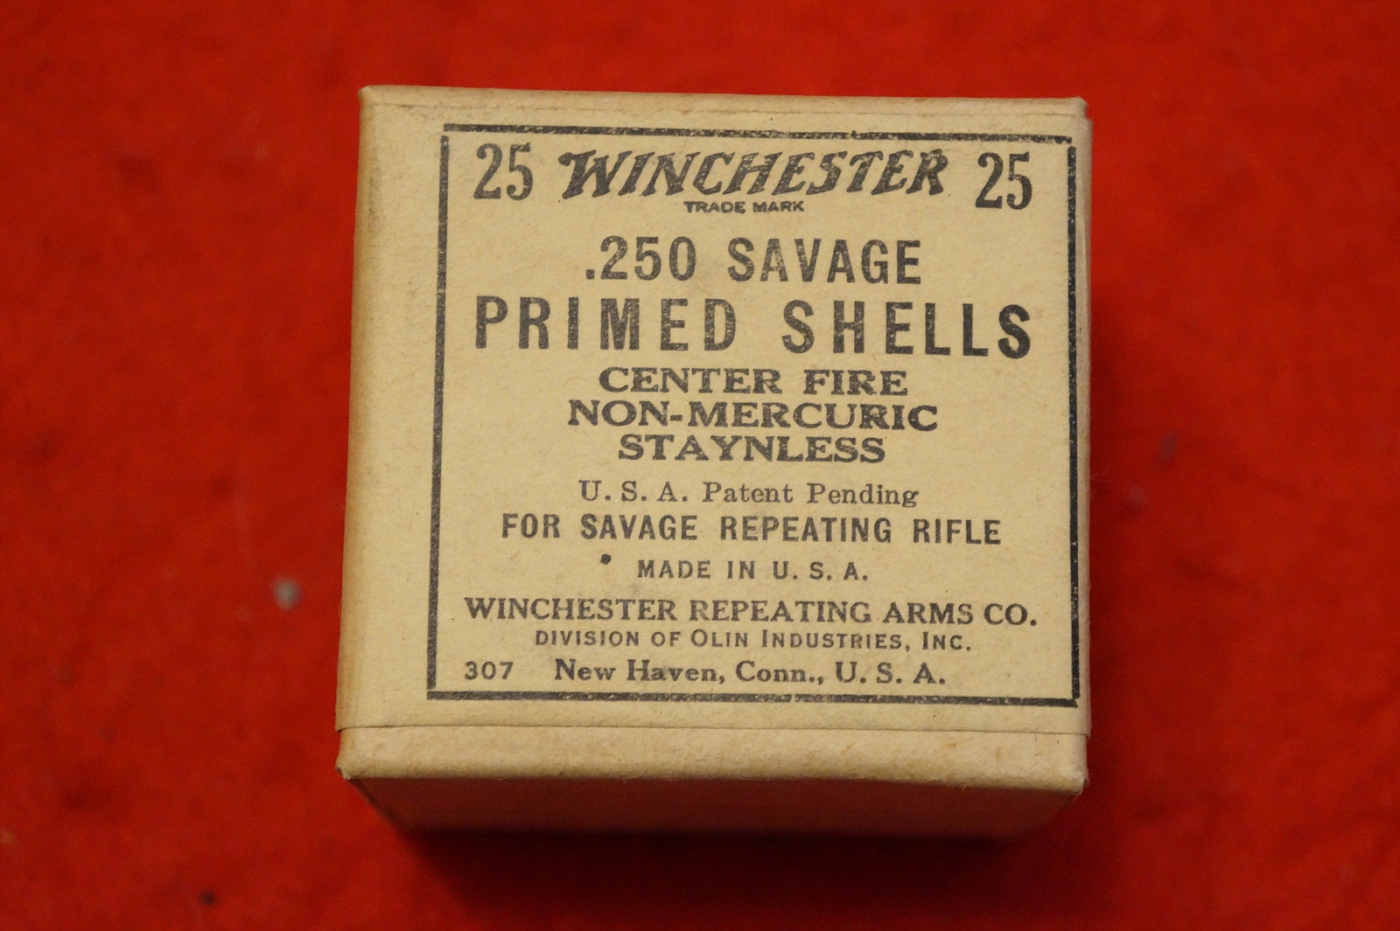 25 WINCHESTER 25
TRADE MARK
.250 SAVAGE
PRIMED SHELLS
CENTER FIRE
NON-MERCURIC
STAYNLESS
U. S. A. Patent Pending
FOR SAVAGE REPEATING RIFLE
MADE IN U. S. A.
WINCHESTER REPEATING ARMS CO.
DIVISION OF OLIN INDUSTRIES, INC.
307 New Haven, Conn., U. S. A.